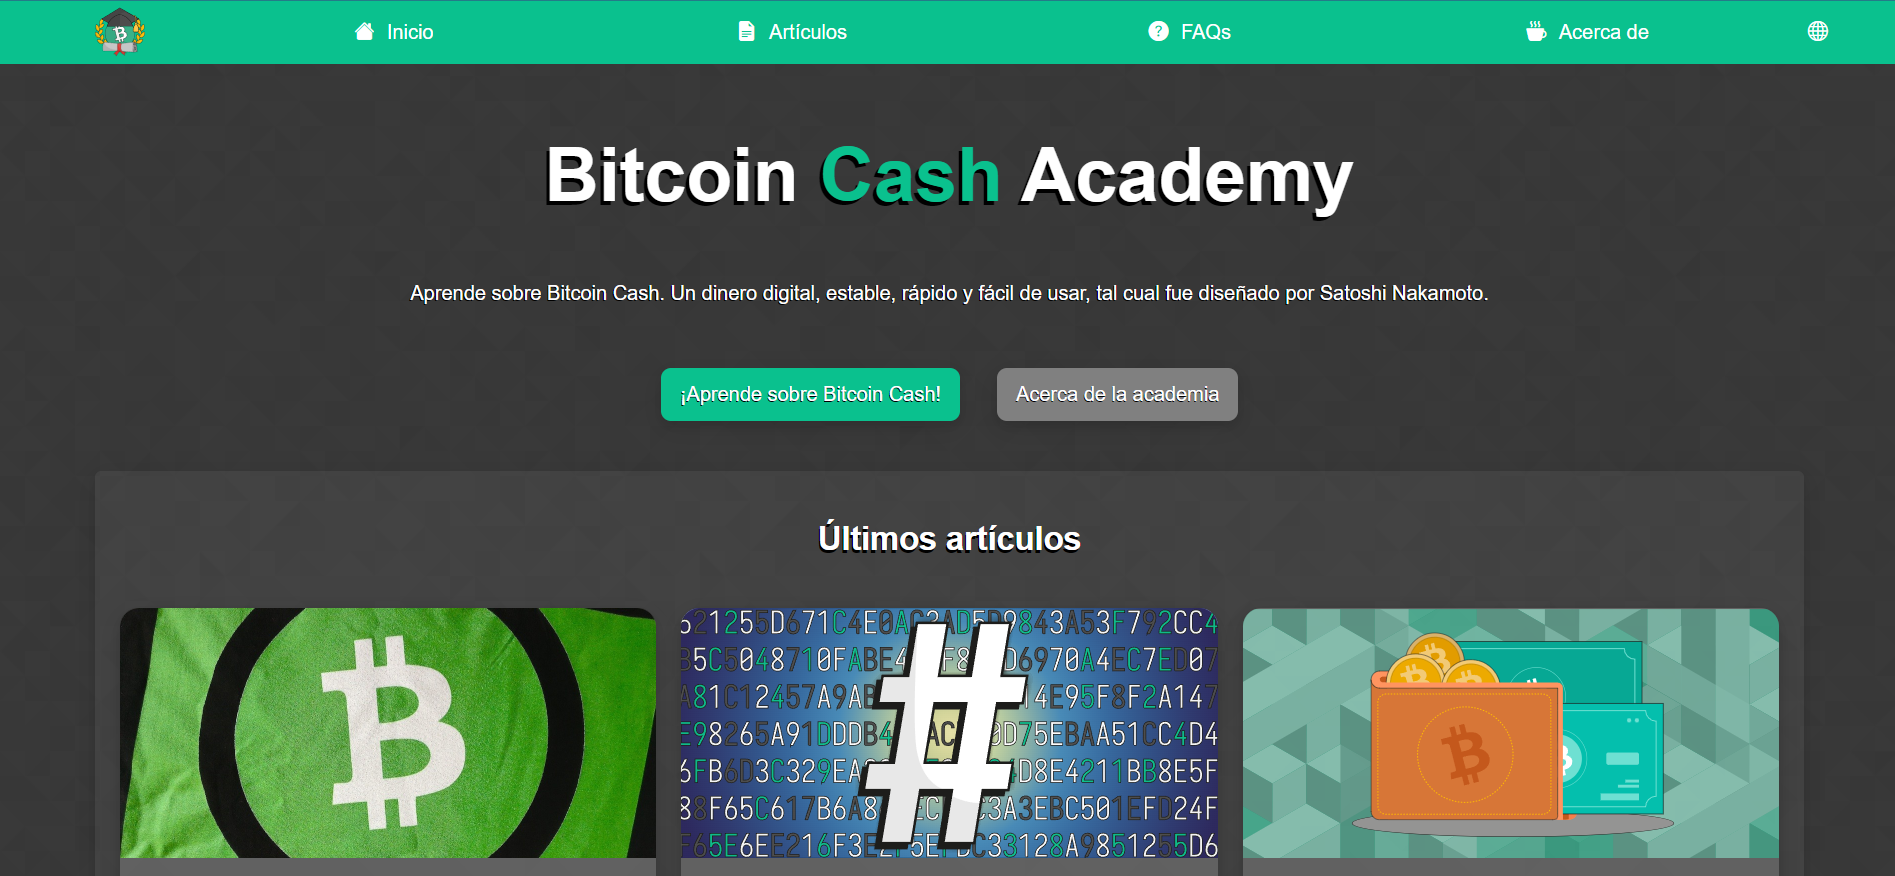 Inicio
Artículos
FAQs
Acerca de
Bitcoin Cash Academy
Aprende sobre Bitcoin Cash. Un dinero digital, estable, rápido y fácil de usar, tal cual fue diseñado por Satoshi Nakamoto.
¡Aprende sobre Bitcoin Cash!
Acerca de la academia
Últimos artículos
#